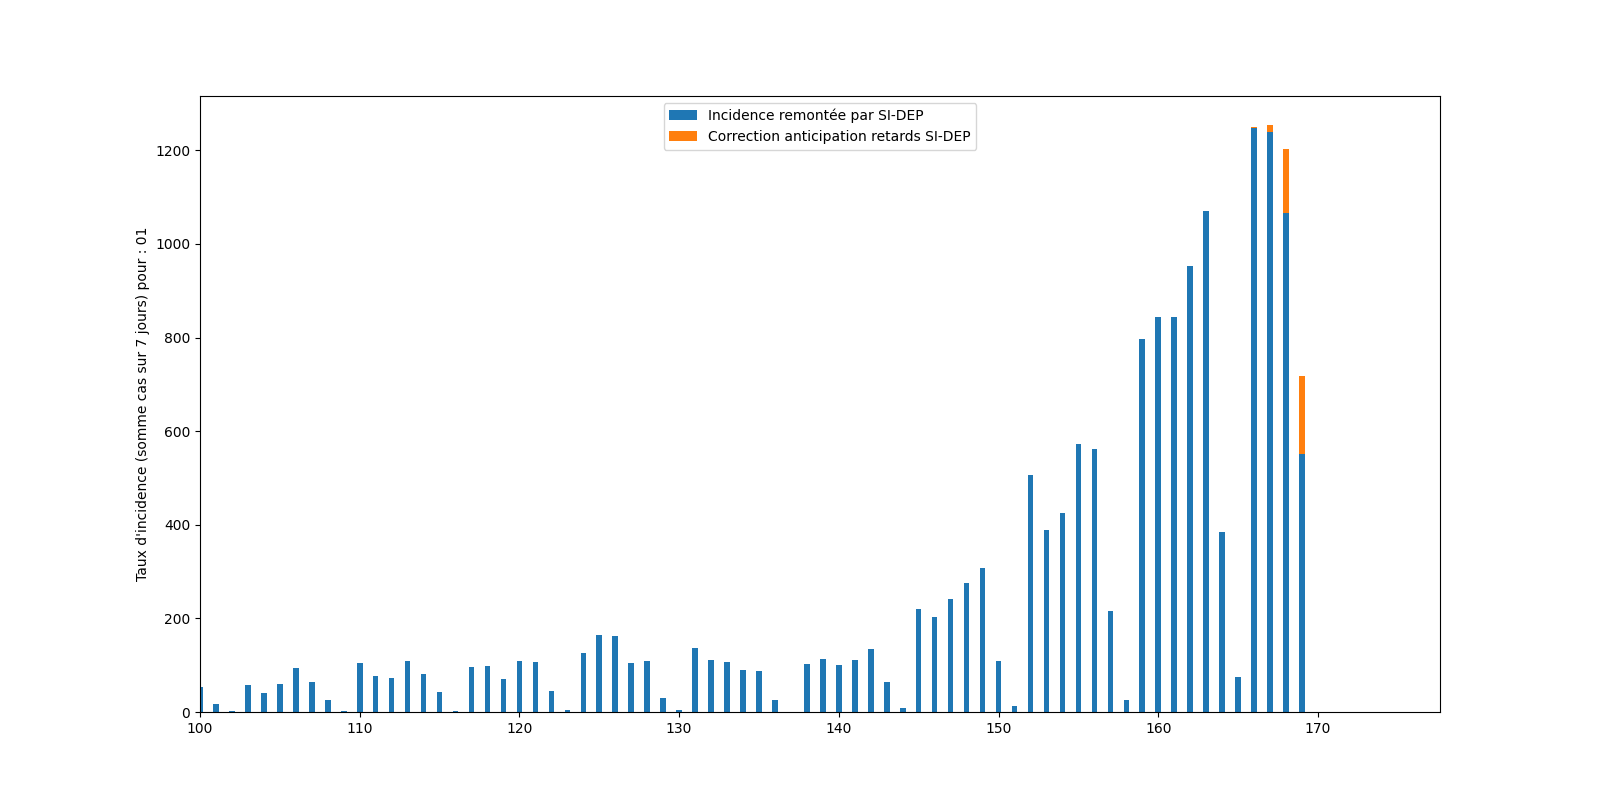 Incidence remontée par SI-DEP
Correction anticipation retards SI-DEP
Taux d'incidence (somme cas sur 7 jours) pour : 01
1200
1000
800
600
400
200
0
100 110 120 130 140 150 160 170